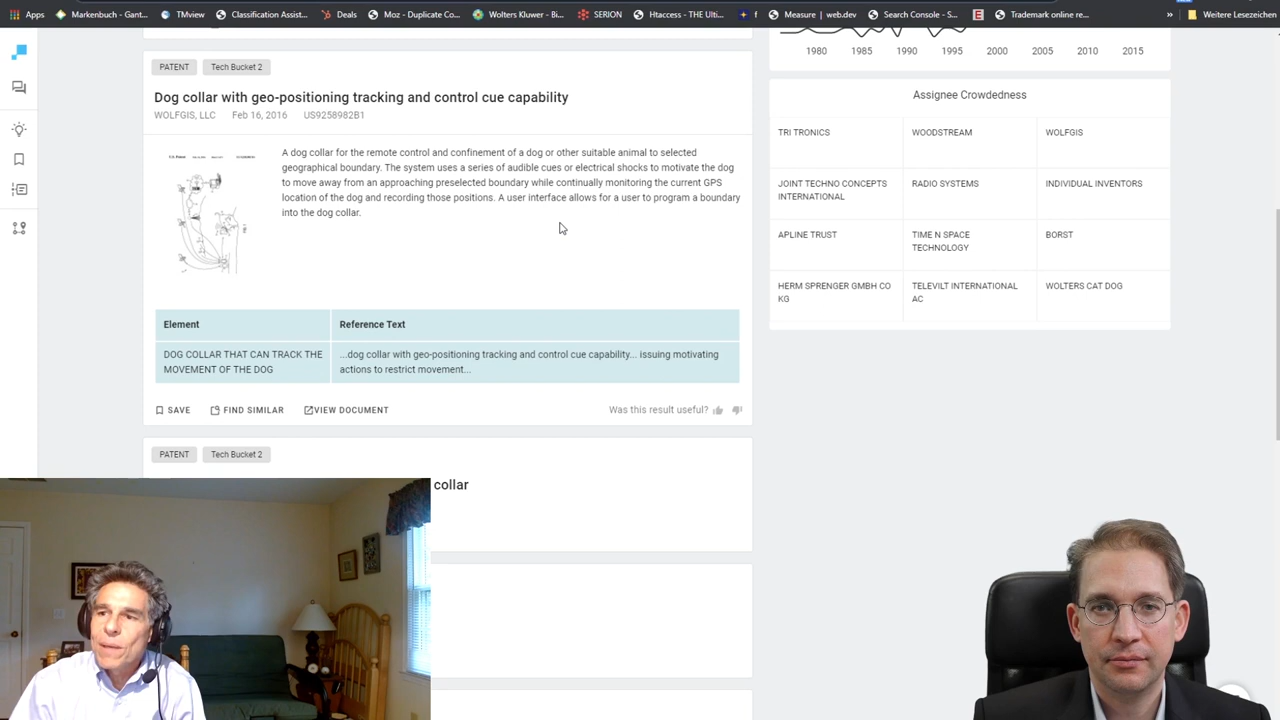 Apps
Markenbuch - Gant...
TMview
Classification Assist...
Deals
Moz - Duplicate Co...
Wolters Kluwer - Bi...
SERION
Htaccess - THE Ulti...
f
Measure | web.dev
Search Console - S...
Trademark online re...
»
Weitere Lesezeichen
1980 1985 1990 1995 2000 2005 2010 2015
PATENT Tech Bucket 2
Dog collar with geo-positioning tracking and control cue capability
WOLFGIS, LLC Feb 16, 2016 US9258982B1
A dog collar for the remote control and confinement of a dog or other suitable animal to selected
geographical boundary. The system uses a series of audible cues or electrical shocks to motivate the dog
to move away from an approaching preselected boundary while continually monitoring the current GPS
location of the dog and recording those positions. A user interface allows for a user to program a boundary
into the dog collar.
Element Reference Text
DOG COLLAR THAT CAN TRACK THE
MOVEMENT OF THE DOG
...dog collar with geo-positioning tracking and control cue capability... issuing motivating
actions to restrict movement...
SAVE FIND SIMILAR VIEW DOCUMENT Was this result useful?
PATENT Tech Bucket 2
collar
Assignee Crowdedness
TRI TRONICS
WOODSTREAM
WOLFGIS
JOINT TECHNO CONCEPTS
INTERNATIONAL
RADIO SYSTEMS
INDIVIDUAL INVENTORS
APLINE TRUST
TIME N SPACE
TECHNOLOGY
BORST
HERM SPRENGER GMBH CO
KG
TELEVILT INTERNATIONAL
AC
WOLTERS CAT DOG